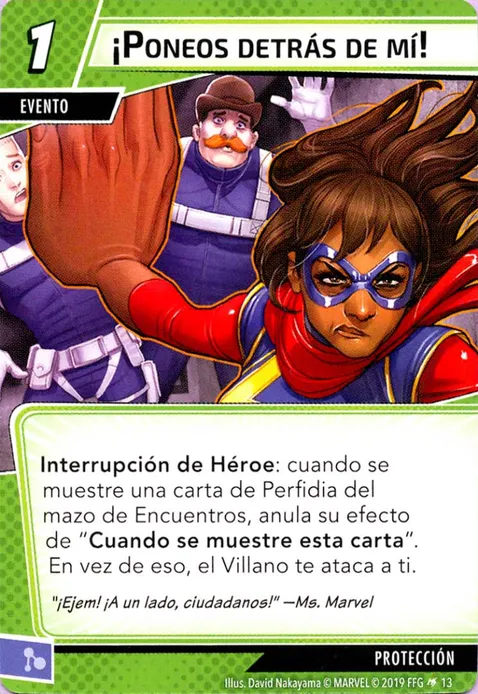 1
¡PONEOS DETRÁS DE MÍ!
EVENTO
Interrupción de Héroe: cuando se
muestre una carta de Perfidia del
mazo de Encuentros, anula su efecto
de “Cuando se muestre esta carta”.
En vez de eso, el Villano te ataca a ti.
"¡Ejem! ¡A un lado, ciudadanos!" —Ms. Marvel
PROTECCIÓN
Illus. David Nakayama © MARVEL © 2019 FFG 13